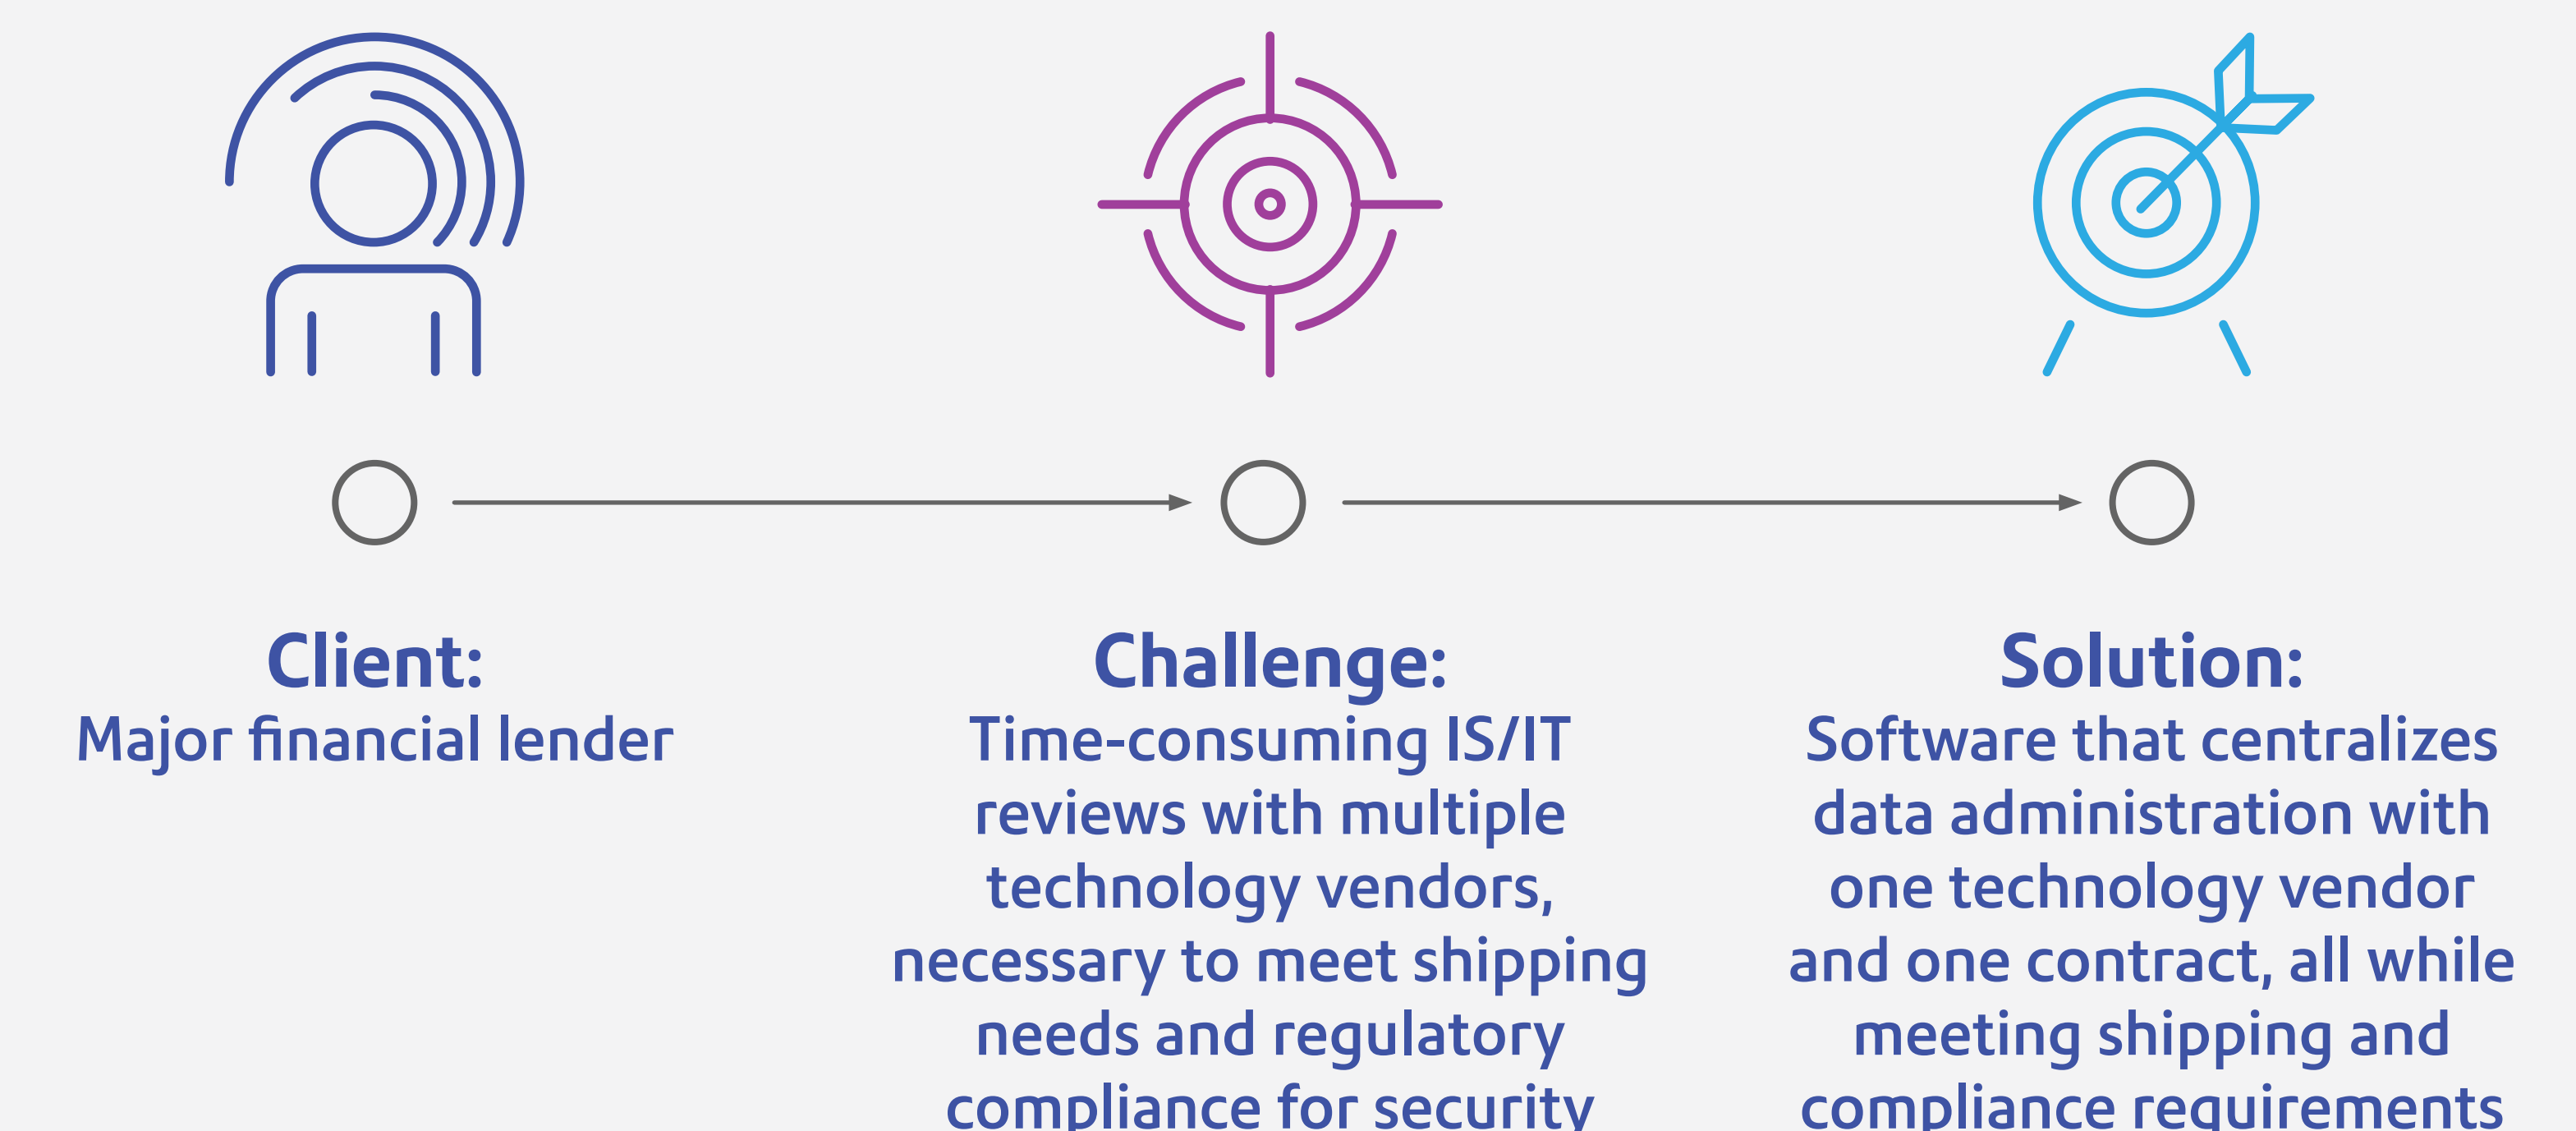 Client:
Major financial lender
Challenge:
Time-consuming IS/IT
reviews with multiple
technology vendors,
necessary to meet shipping
needs and regulatory
compliance for security
Solution:
Software that centralizes
data administration with
one technology vendor
and one contract, all while
meeting shipping and
compliance requirements